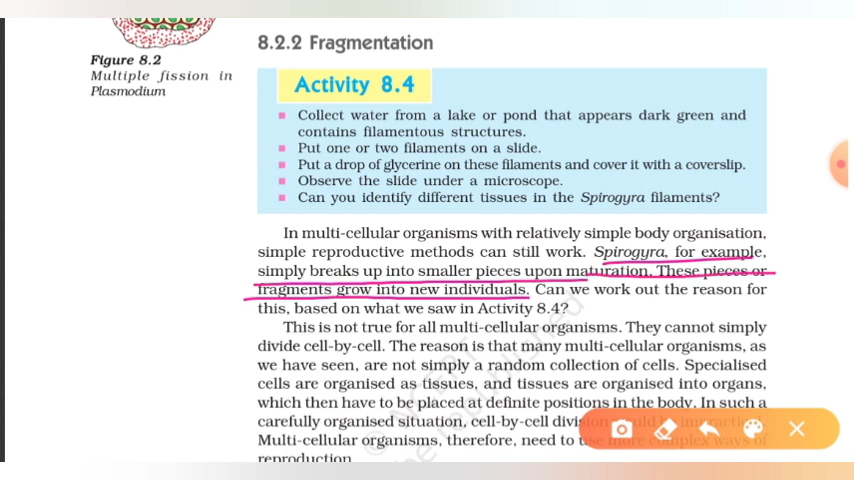 8.2.2 Fragmentation
Figure 8.2
Multiple fission in
Plasmodium
Activity 8.4
Collect water from a lake or pond that appears dark green and
contains filamentous structures.
Put one or two filaments on a slide.
Put a drop of glycerine on these filaments and cover it with a coverslip.
Observe the slide under a microscope.
Can you identify different tissues in the Spirogyra filaments?
In multi-cellular organisms with relatively simple body organisation,
simple reproductive methods can still work. Spirogyra, for example,
simply breaks up into smaller pieces upon maturation. These pieces or
fragments grow into new individuals. Can we work out the reason for
this, based on what we saw in Activity 8.4?
This is not true for all multi-cellular organisms. They cannot simply
divide cell-by-cell. The reason is that many multi-cellular organisms, as
we have seen, are not simply a random collection of cells. Specialised
cells are organised as tissues, and tissues are organised into organs,
which then have to be placed at definite positions in the body. In such a
carefully organised situation, cell-by-cell division would be impractical.
Multi-cellular organisms, therefore, need to use more complex ways of
reproduction